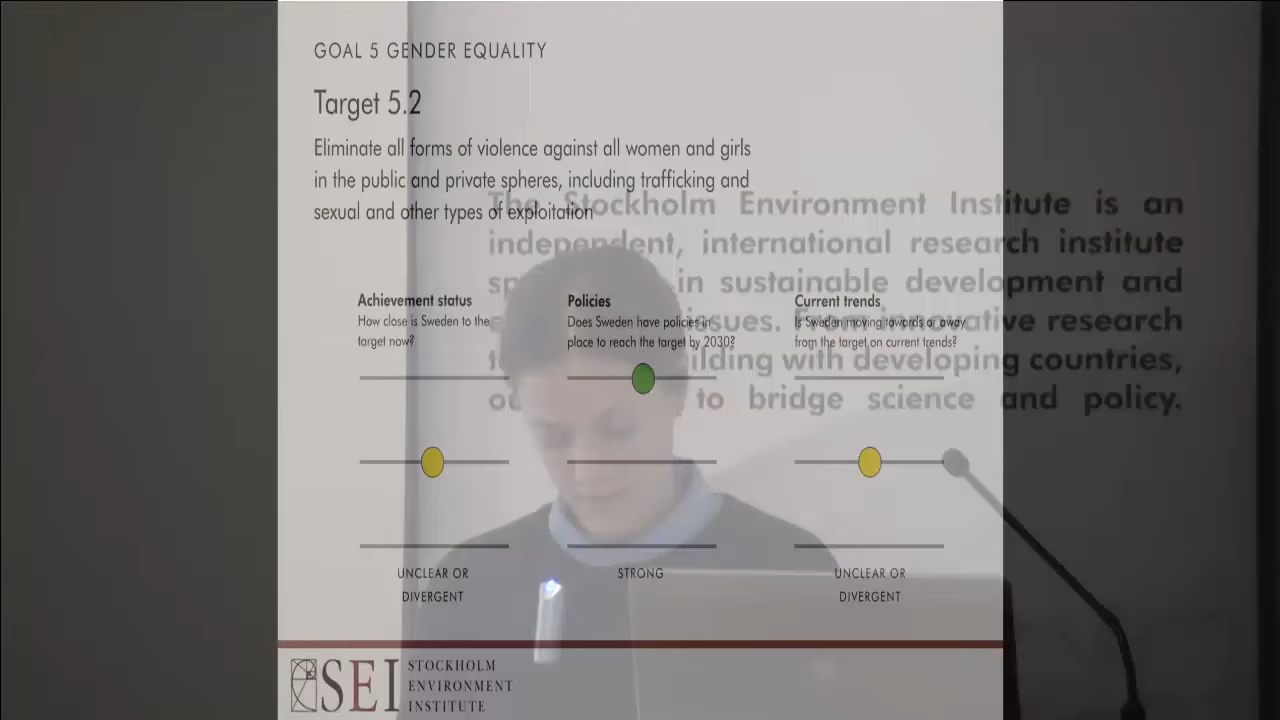 GOAL 5 GENDER EQUALITY
Target 5.2
Eliminate all forms of violence against all women and girls
in the public and private spheres, including trafficking and
sexual and other types of exploitation
The Stockholm Environment Institute is an
independent, international research institute
in sustainable development and
issues. From innovative research
with developing countries,
to bridge science and policy.
Achievement status
How close is Sweden to the
target now?
Policies
Does Sweden have policies in
place to reach the target by 2030?
Current trends
Is Sweden moving towards or away
from the target on current trends?
UNCLEAR OR
DIVERGENT
STRONG
UNCLEAR OR
DIVERGENT
SEI STOCKHOLM
ENVIRONMENT
INSTITUTE